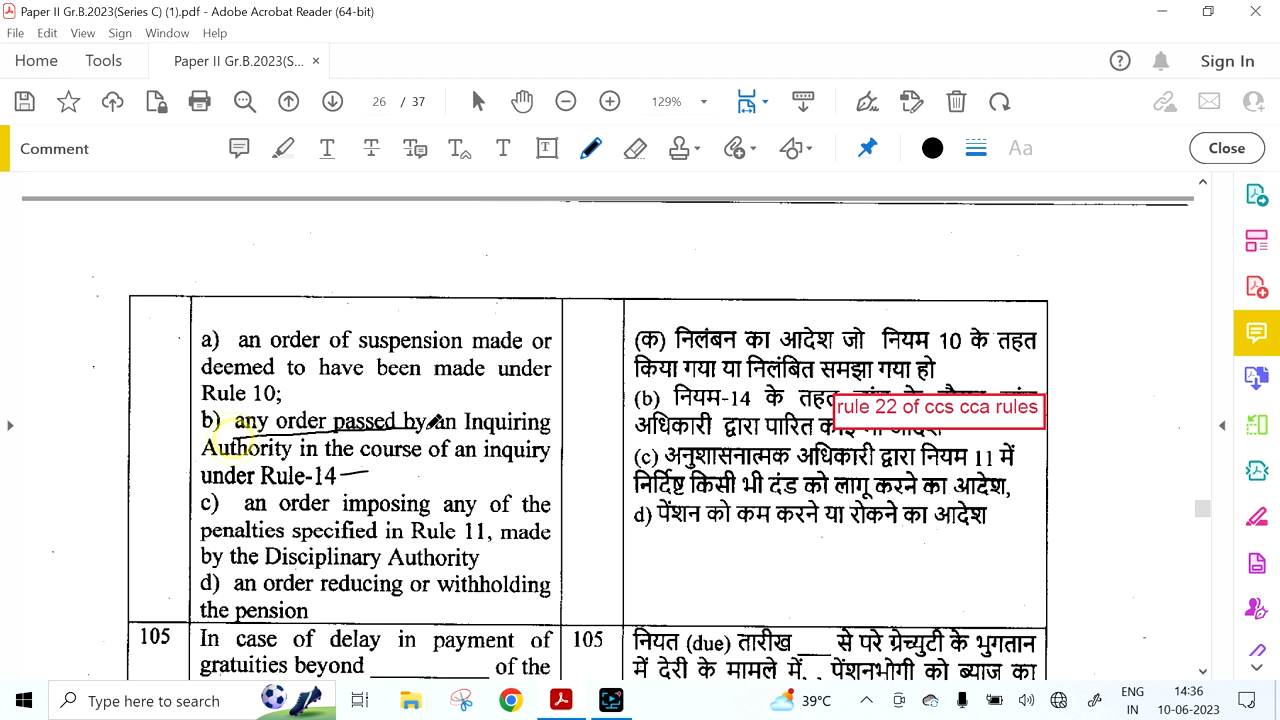 Paper II Gr.B.2023(Series C) (1).pdf - Adobe Acrobat Reader (64-bit)
File Edit View Sign Window Help
Home Tools Paper II Gr.B.2023(S... × Sign In
26 / 37 129%
Comment Close
a) an order of suspension made or
deemed to have been made under
Rule 10;
b) any order passed by an Inquiring
Authority in the course of an inquiry
under Rule-14
c) an order imposing any of the
penalties specified in Rule 11, made
by the Disciplinary Authority
d) an order reducing or withholding
the pension
(क) निलंबन का आदेश जो नियम 10 के तहत
किया गया या निलंबित समझा गया हो
(b) नियम-14 के तहत
rule 22 of ccs cca rules
अधिकारी द्वारा पारित
(c) अनुशासनात्मक अधिकारी द्वारा नियम 11 में
निर्दिष्ट किसी भी दंड को लागू करने का आदेश,
d) पेंशन को कम करने या रोकने का आदेश
105 In case of delay in payment of
gratuities beyond ________ of the
105 नियत (due) तारीख ___ से परे ग्रेच्युटी के भुगतान
में देरी के मामले में, , पेंशनभोगी को ब्याज का
Type here to search
39°C
ENG
IN
14:36
10-06-2023